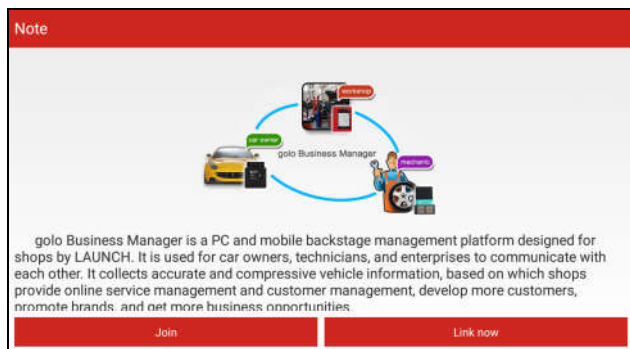 Note
workshop
car owner
golo Business Manager
mechanic
golo Business Manager is a PC and mobile backstage management platform designed for
shops by LAUNCH. It is used for car owners, technicians, and enterprises to communicate with
each other. It collects accurate and compressive vehicle information, based on which shops
provide online service management and customer management, develop more customers,
promote brands, and get more business opportunities.
Join
Link now